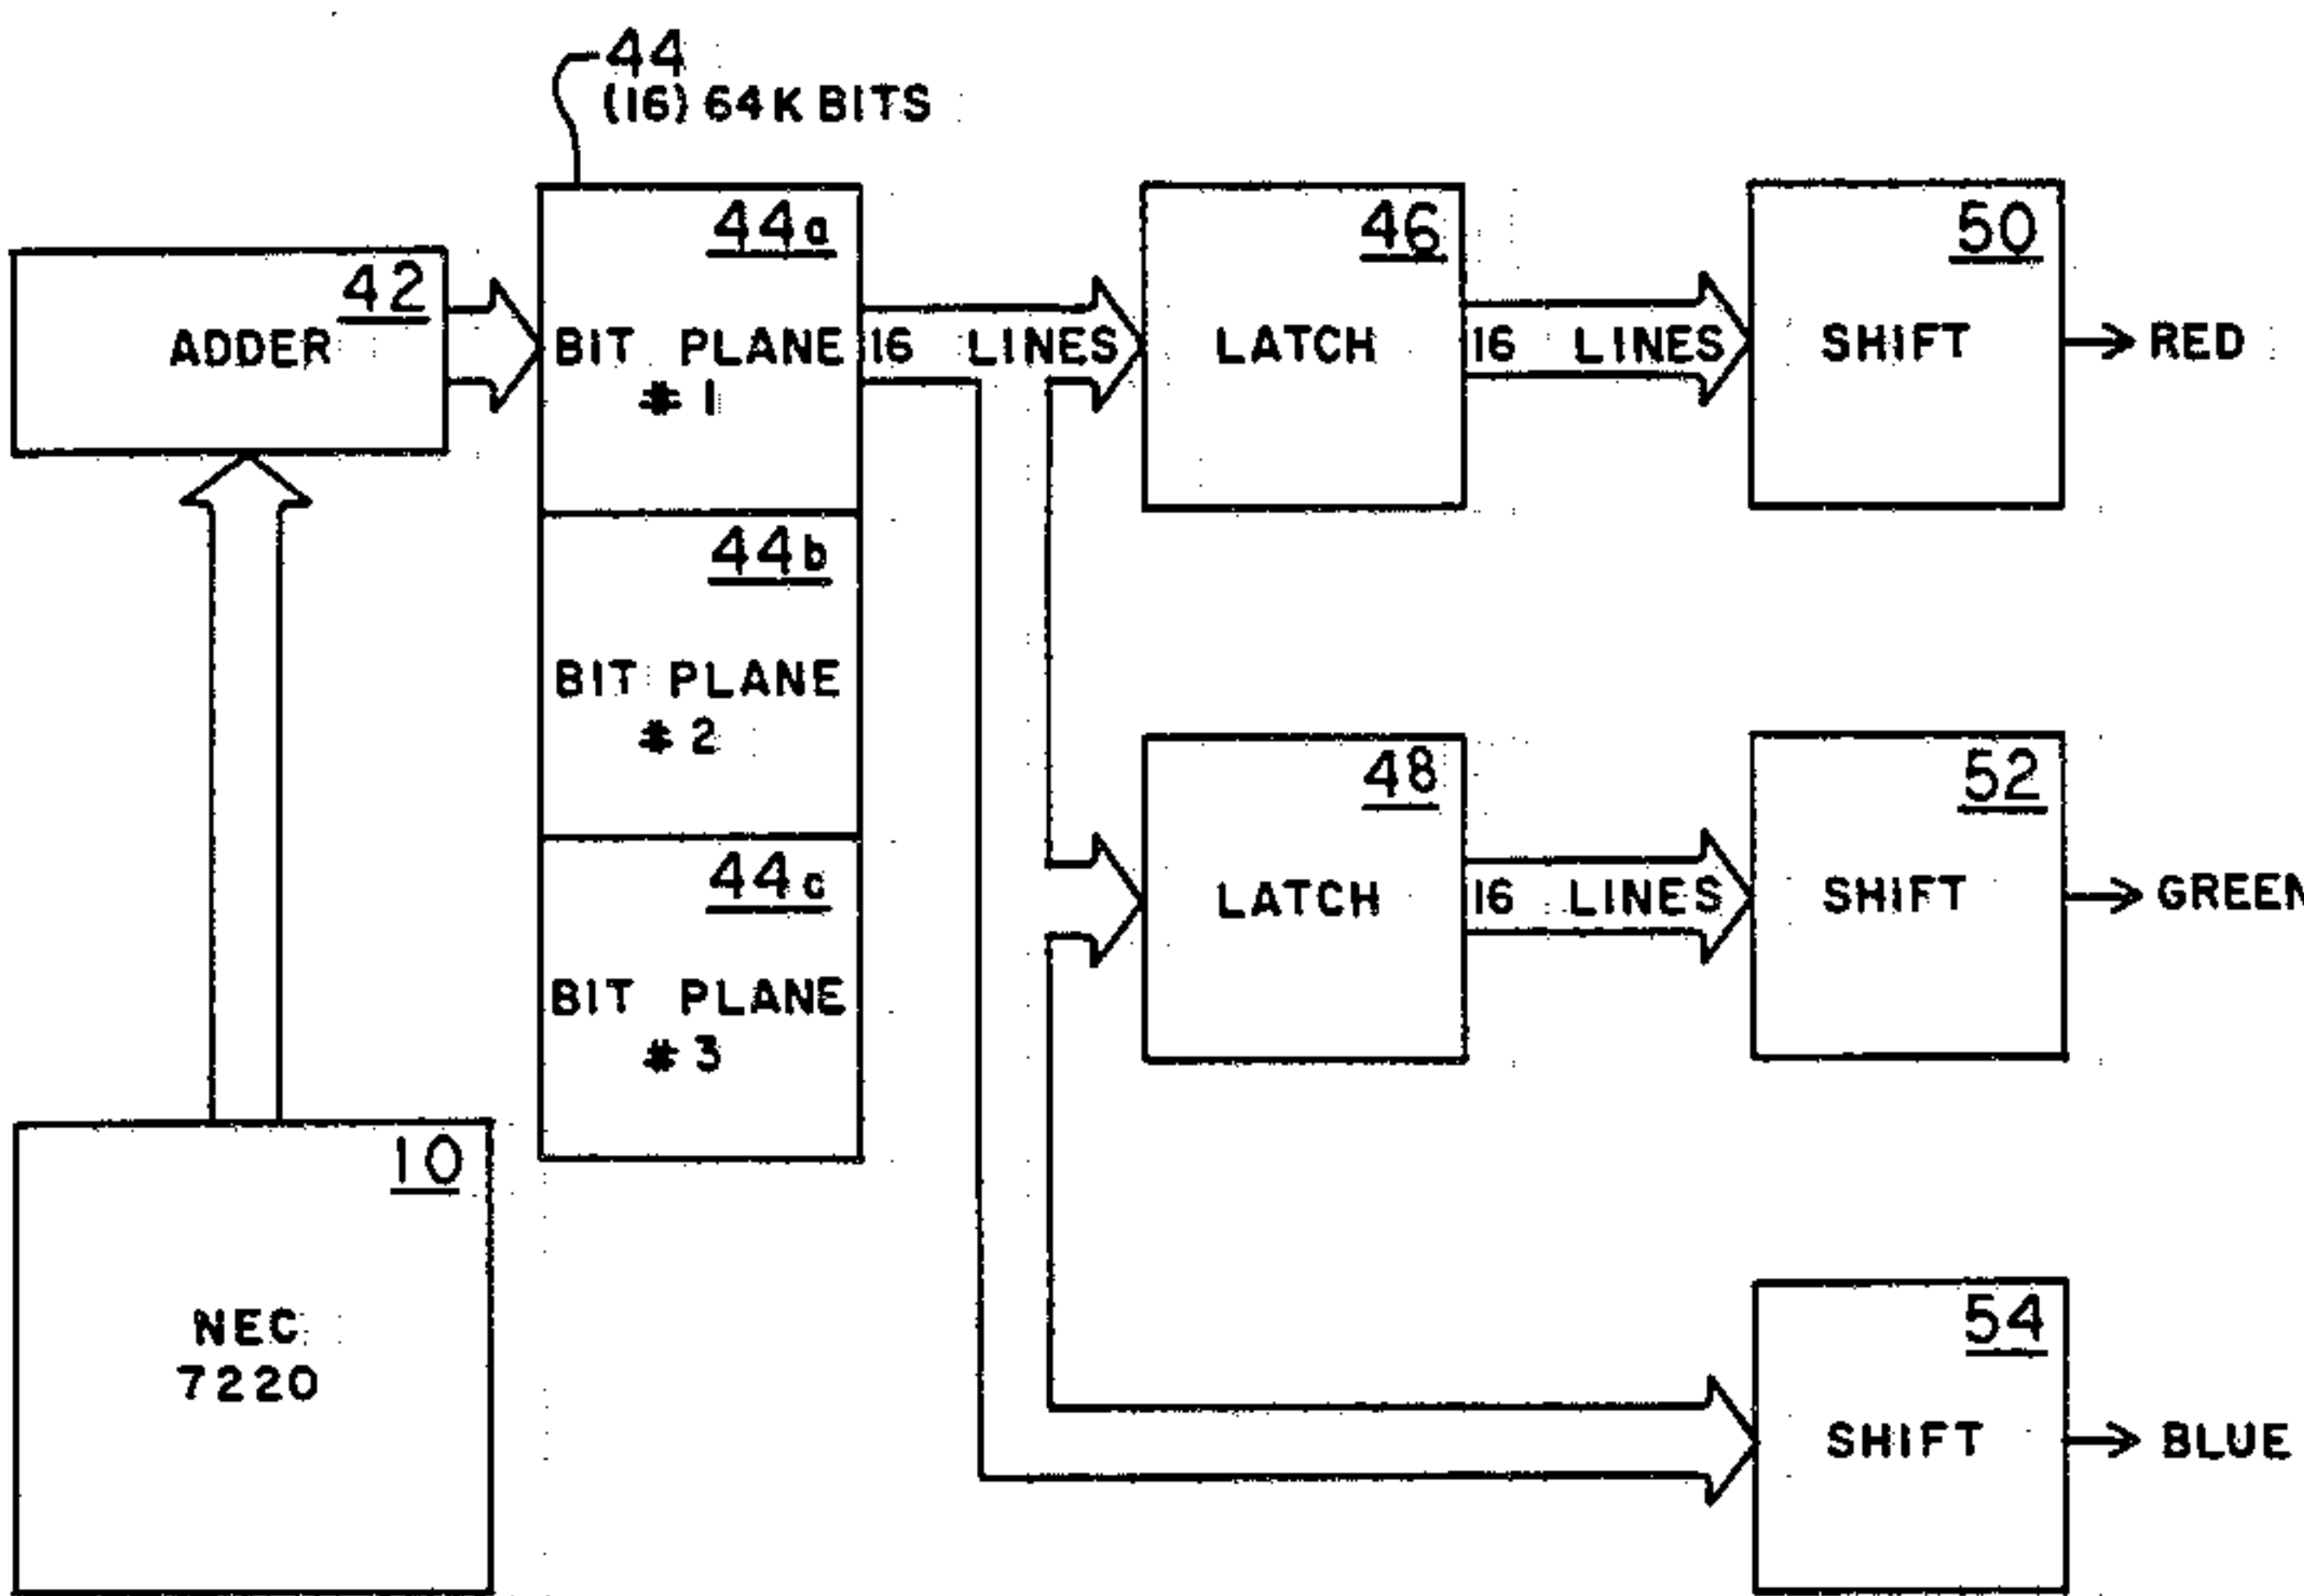 44
(16) 64K BITS
42
ADDER
44a
BIT PLANE
#1
16 LINES
46
LATCH
16 LINES
50
SHIFT
RED
44b
BIT PLANE
#2
48
LATCH
16 LINES
52
SHIFT
GREEN
44c
BIT PLANE
#3
10
NEC
7220
54
SHIFT
BLUE